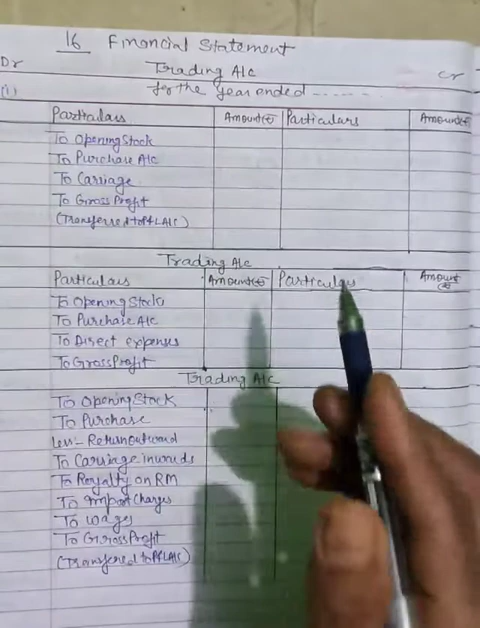 16 Financial Statement
Dr Trading A/c Cr
(1) for the year ended ------
Particulars Amount(₹) Particulars Amount(₹)
To Opening Stock
To Purchase A/c
To Carriage
To Gross Profit
(Transferred to P&L A/c)
Trading A/c
Particulars Amount(₹) Particulars Amount (₹)
To Opening Stock
To Purchase A/c
To Direct expenses
To Gross Profit
Trading A/c
To Opening Stock
To Purchase
Less- Return outward
To Carriage inwards
To Royalty on RM
To Import Charges
To wages
To Gross Profit
(Transferred to P&L A/c)